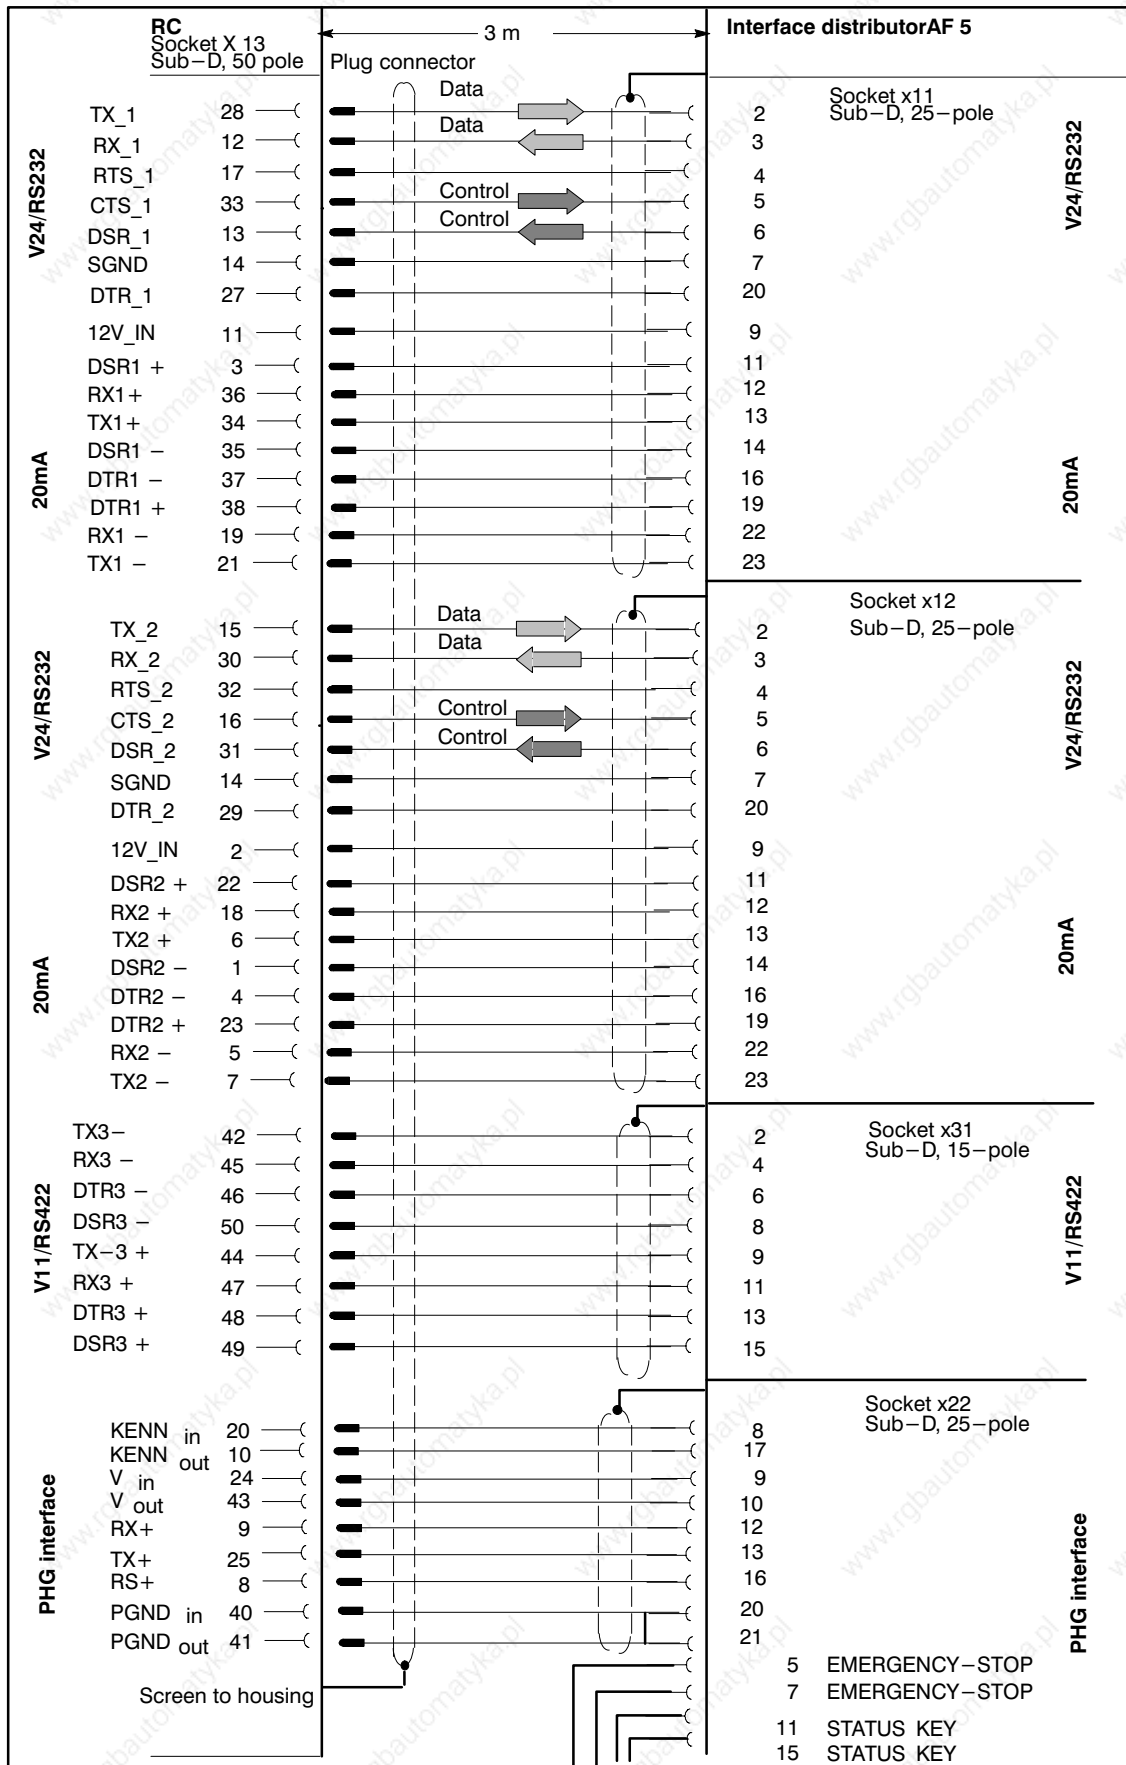 RC
Socket X 13
Sub-D, 50 pole
Plug connector
3 m
Interface distributorAF 5
Socket x11
Sub-D, 25-pole
V24/RS232
TX_1 28 Data 2
RX_1 12 Data 3
RTS_1 17 4
CTS_1 33 Control 5
DSR_1 13 Control 6
SGND 14 7
DTR_1 27 20
V24/RS232
12V_IN 11 9
DSR1 + 3 11
RX1+ 36 12
TX1+ 34 13
DSR1 - 35 14
DTR1 - 37 16
DTR1 + 38 19
RX1 - 19 22
TX1 - 21 23
20mA
20mA
Socket x12
Sub-D, 25-pole
V24/RS232
TX_2 15 Data 2
RX_2 30 Data 3
RTS_2 32 4
CTS_2 16 Control 5
DSR_2 31 Control 6
SGND 14 7
DTR_2 29 20
V24/RS232
12V_IN 2 9
DSR2 + 22 11
RX2 + 18 12
TX2 + 6 13
DSR2 - 1 14
DTR2 - 4 16
DTR2 + 23 19
RX2 - 5 22
TX2 - 7 23
20mA
20mA
Socket x31
Sub-D, 15-pole
V11/RS422
TX3- 42 2
RX3 - 45 4
DTR3 - 46 6
DSR3 - 50 8
TX-3 + 44 9
RX3 + 47 11
DTR3 + 48 13
DSR3 + 49 15
V11/RS422
Socket x22
Sub-D, 25-pole
PHG interface
KENN in 20 8
KENN out 10 17
V in 24 9
V out 43 10
RX+ 9 12
TX+ 25 13
RS+ 8 16
PGND in 40 20
PGND out 41 21
PHG interface
Screen to housing
5 EMERGENCY-STOP
7 EMERGENCY-STOP
11 STATUS KEY
15 STATUS KEY
www.rgbautomatyka.pl